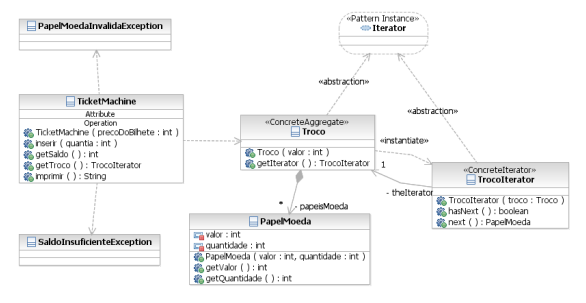 PapelMoedaInvalidaException
«Pattern Instance»
Iterator
«abstraction»
«abstraction»
TicketMachine
Attribute
Operation
TicketMachine ( precoDoBilhete : int )
inserir ( quantia : int )
getSaldo ( ) : int
getTroco ( ) : TrocoIterator
imprimir ( ) : String
«ConcreteAggregate»
Troco
Troco ( valor : int )
getIterator ( ) : TrocoIterator
«instantiate»
1
- theIterator
«ConcreteIterator»
TrocoIterator
TrocoIterator ( troco : Troco )
hasNext ( ) : boolean
next ( ) : PapelMoeda
*
- papeisMoeda
PapelMoeda
valor : int
quantidade : int
PapelMoeda ( valor : int, quantidade : int )
getValor ( ) : int
getQuantidade ( ) : int
SaldoInsuficienteException